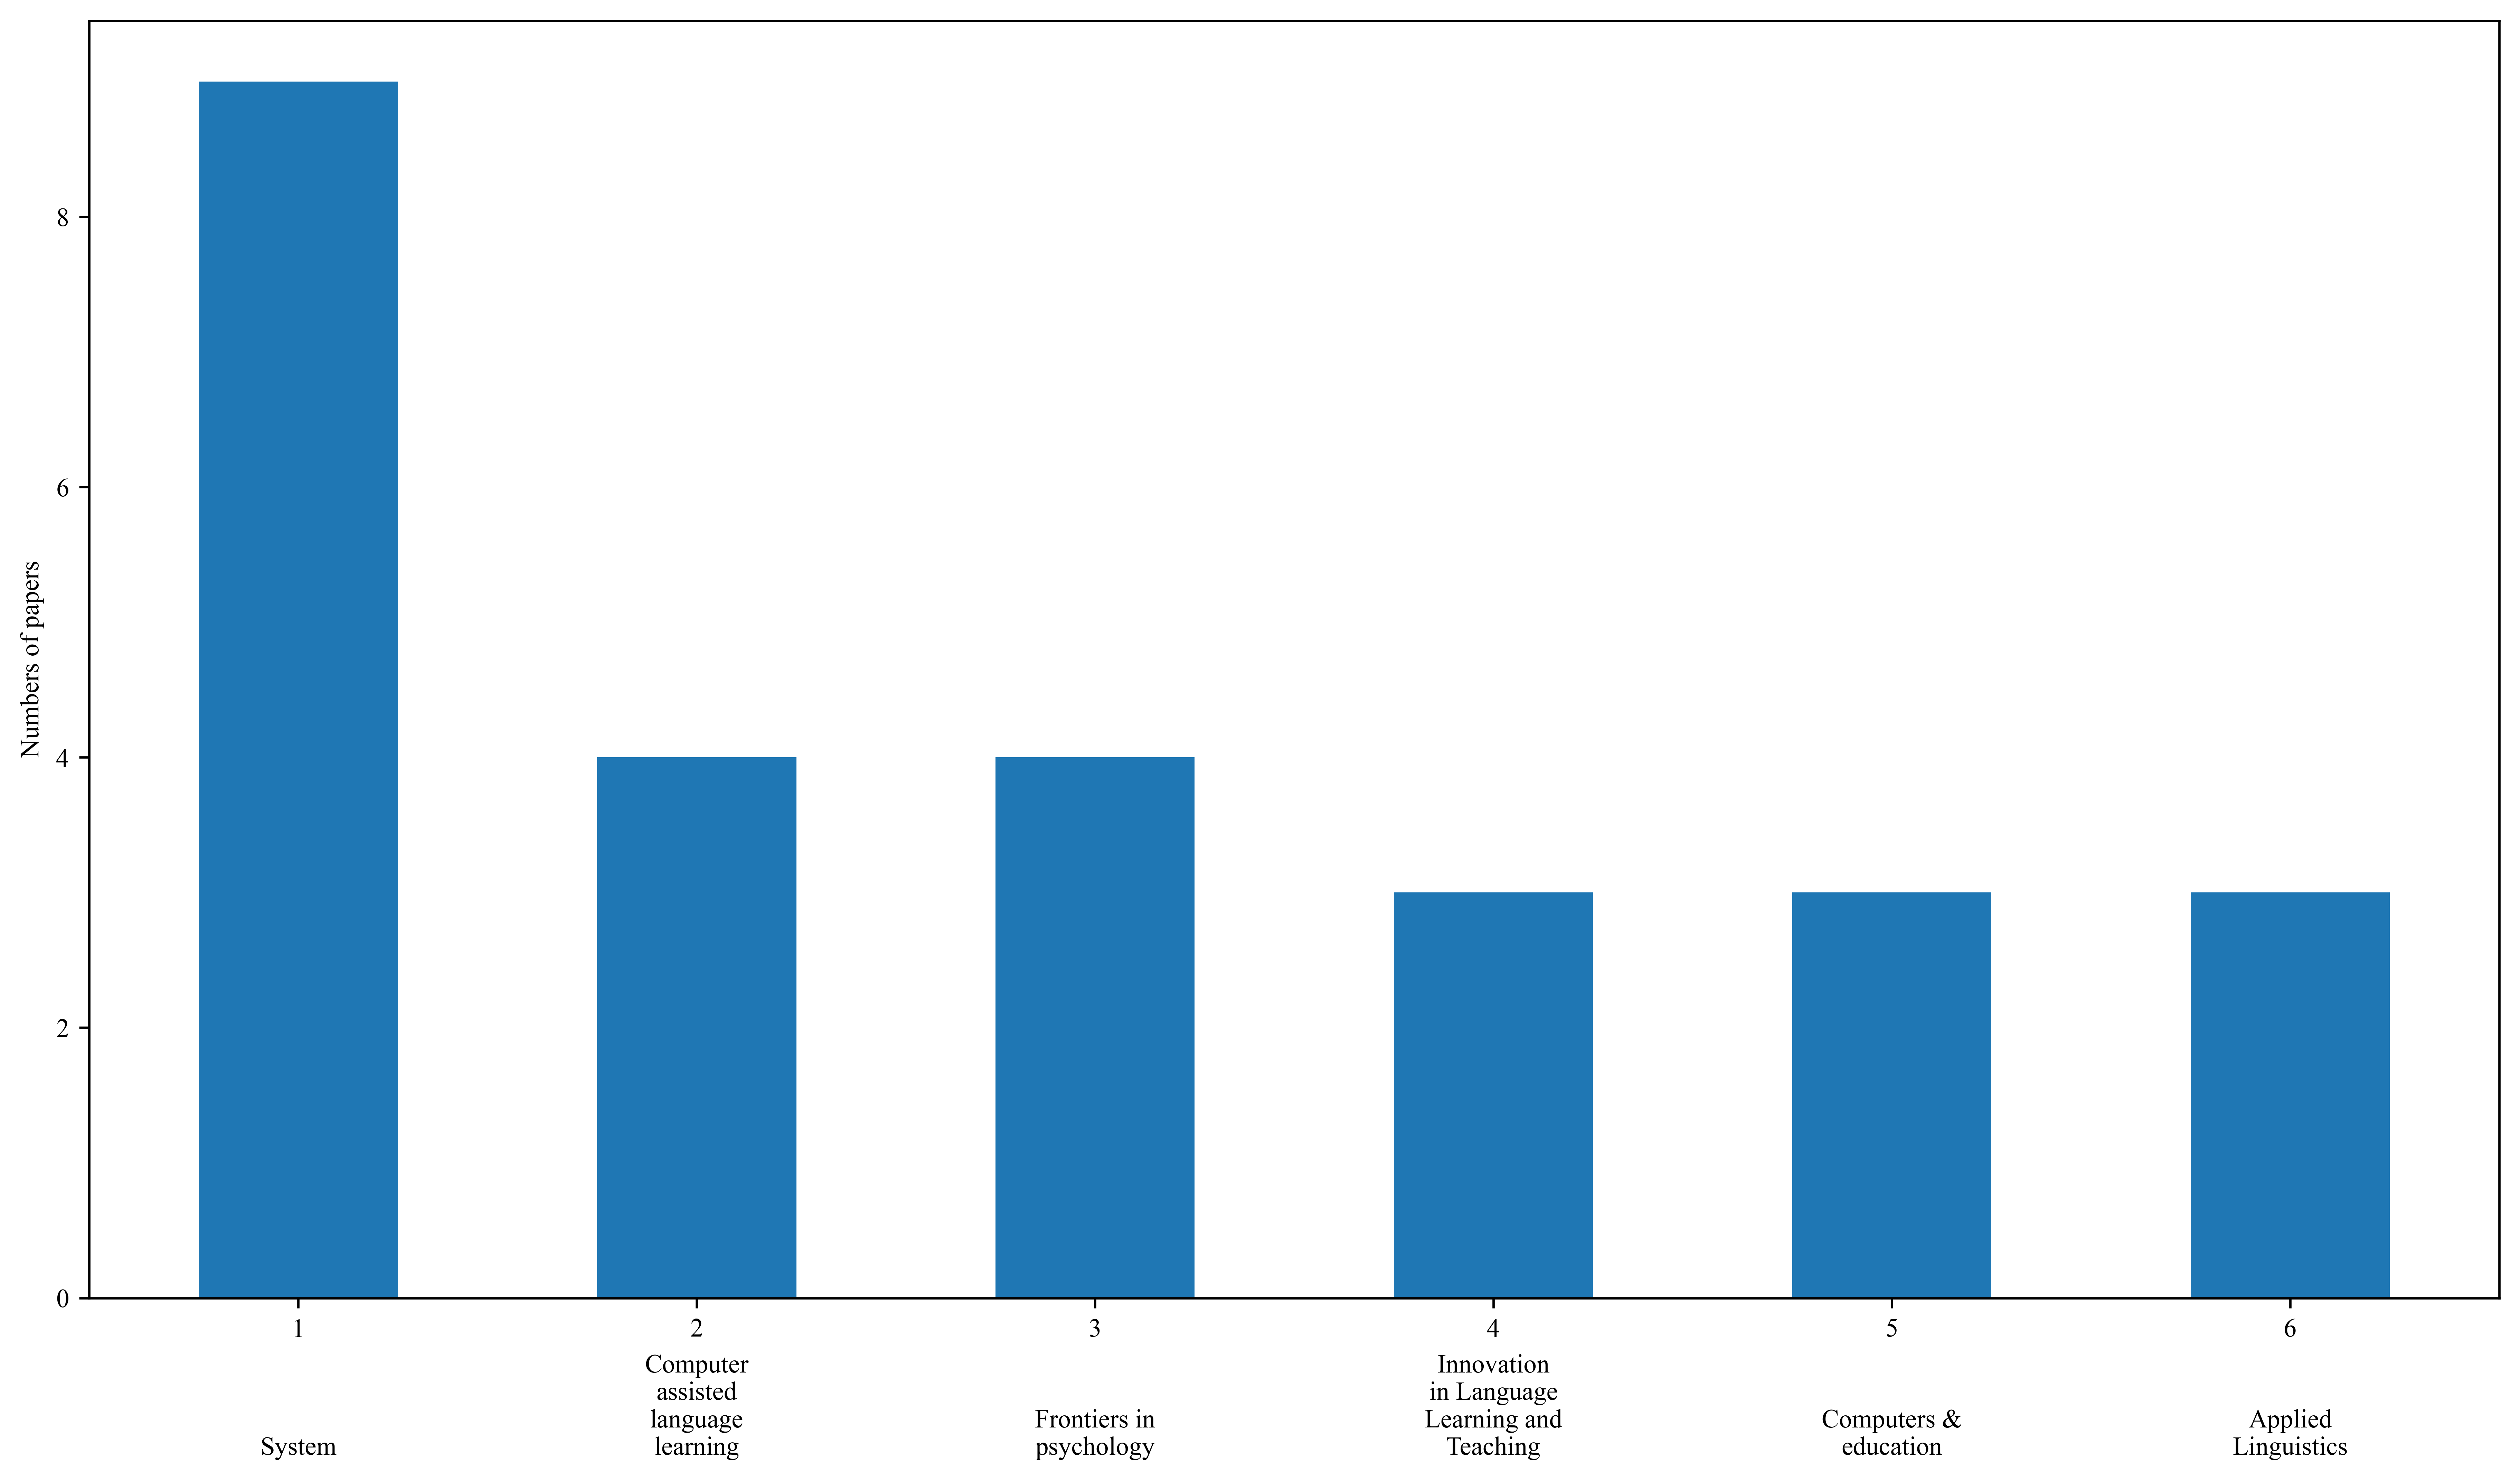 Numbers of papers
8
6
4
2
0
1
2
3
4
5
6
System
Computer
assisted
language
learning
Frontiers in
psychology
Innovation
in Language
Learning and
Teaching
Computers &
education
Applied
Linguistics